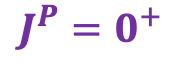 J^P = 0^+